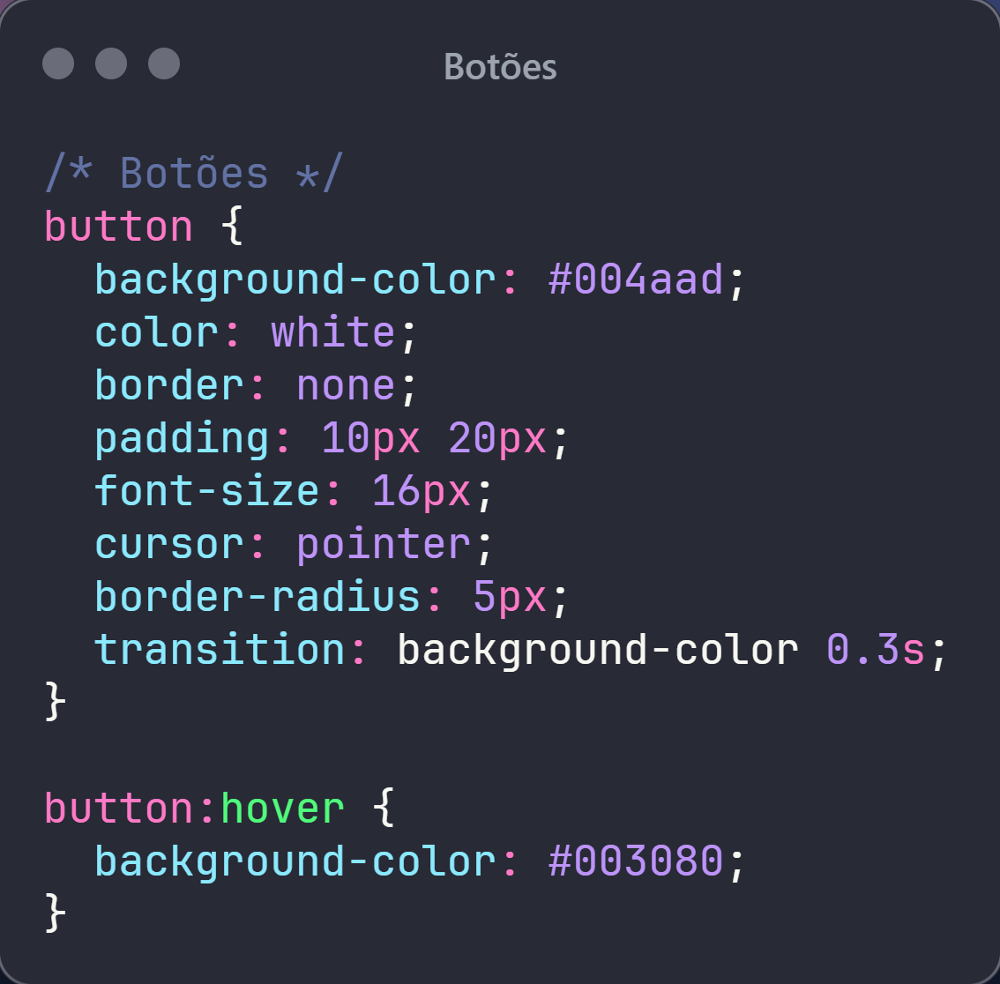 Botões
/* Botões */
button {
  background-color: #004aad;
  color: white;
  border: none;
  padding: 10px 20px;
  font-size: 16px;
  cursor: pointer;
  border-radius: 5px;
  transition: background-color 0.3s;
}
button:hover {
  background-color: #003080;
}